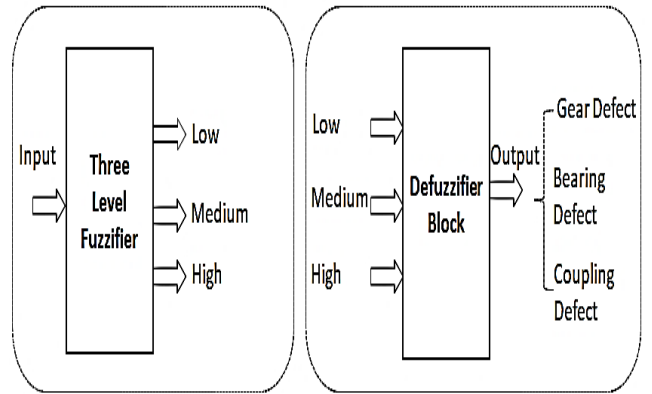 Input
Three
Level
Fuzzifier
Low
Medium
High
Low
Medium
High
Defuzzifier
Block
Output
Gear Defect
Bearing
Defect
Coupling
Defect